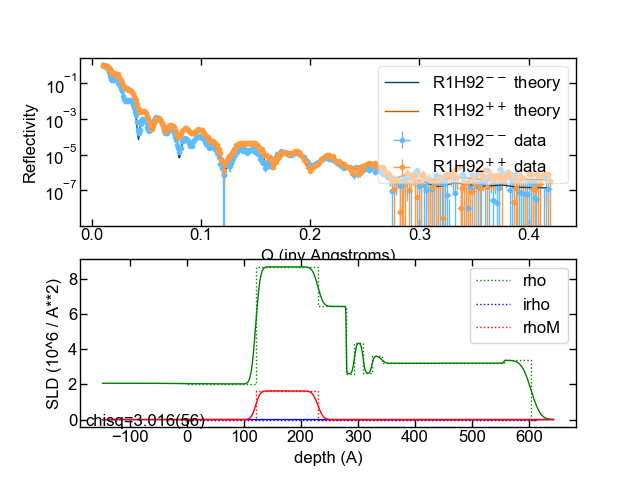 10⁻¹
10⁻³
10⁻⁵
10⁻⁷
Reflectivity
R1H92⁻⁻ theory
R1H92⁺⁺ theory
R1H92⁻⁻ data
R1H92⁺⁺ data
0.0 0.1 0.2 0.3 0.4
Q (inv Angstroms)
8
6
4
2
0
SLD (10^6 / A**2)
rho
irho
rhoM
chisq=3.016(56)
−100 0 100 200 300 400 500 600
depth (A)